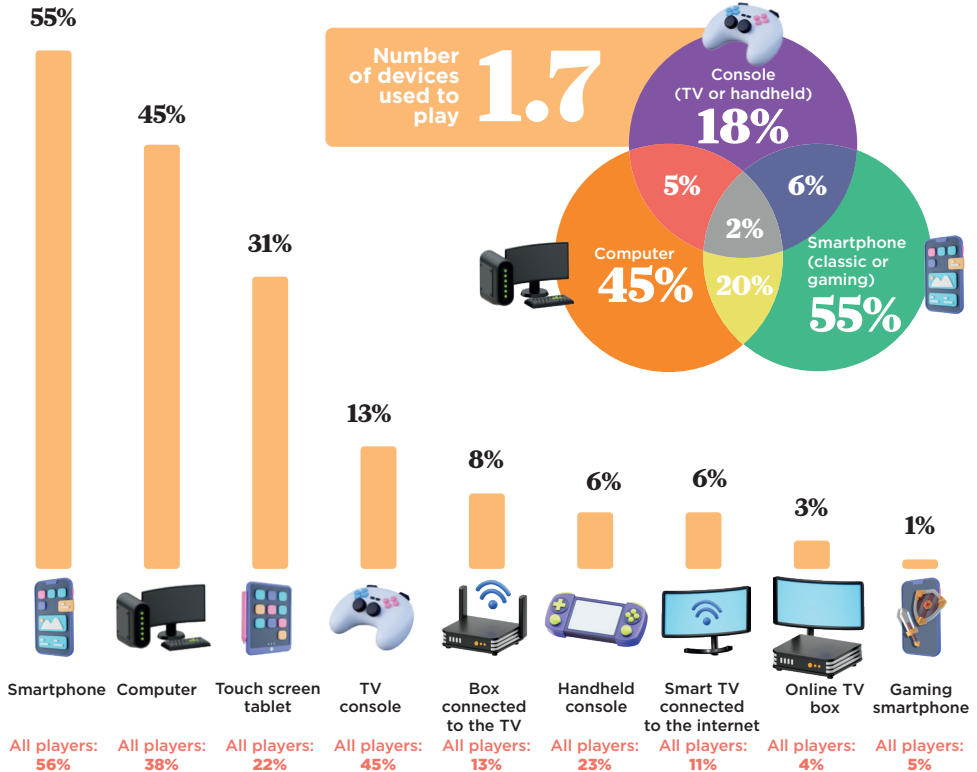 55%
45%
31%
13%
8%
6%
6%
3%
1%
Number
of devices
used to
play
1.7
Console
(TV or handheld)
18%
5%
6%
2%
Computer
45%
20%
Smartphone
(classic or
gaming)
55%
Smartphone
Computer
Touch screen
tablet
TV
console
Box
connected
to the TV
Handheld
console
Smart TV
connected
to the internet
Online TV
box
Gaming
smartphone
All players:
56%
All players:
38%
All players:
22%
All players:
45%
All players:
13%
All players:
23%
All players:
11%
All players:
4%
All players:
5%